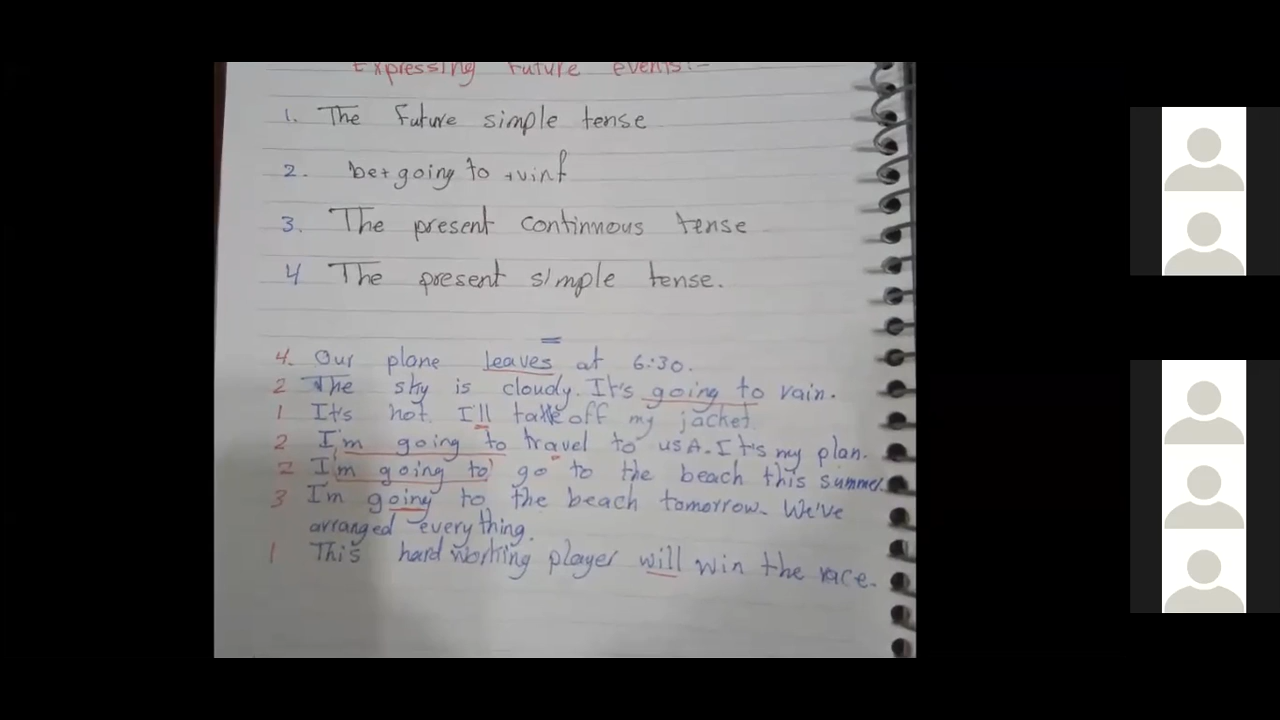 Expressing Future events:-
1. The Future simple tense
2. be+ going to +vinf
3. The present continuous tense
4 The present simple tense.
4. Our plane leaves at 6:30.
2 The sky is cloudy. It's going to rain.
1 It's hot. I'll take off my jacket.
2 I'm going to travel to USA. It's my plan.
2 I'm going to go to the beach this summer.
3 I'm going to the beach tomorrow. We've
arranged everything.
1 This hard working player will win the race.